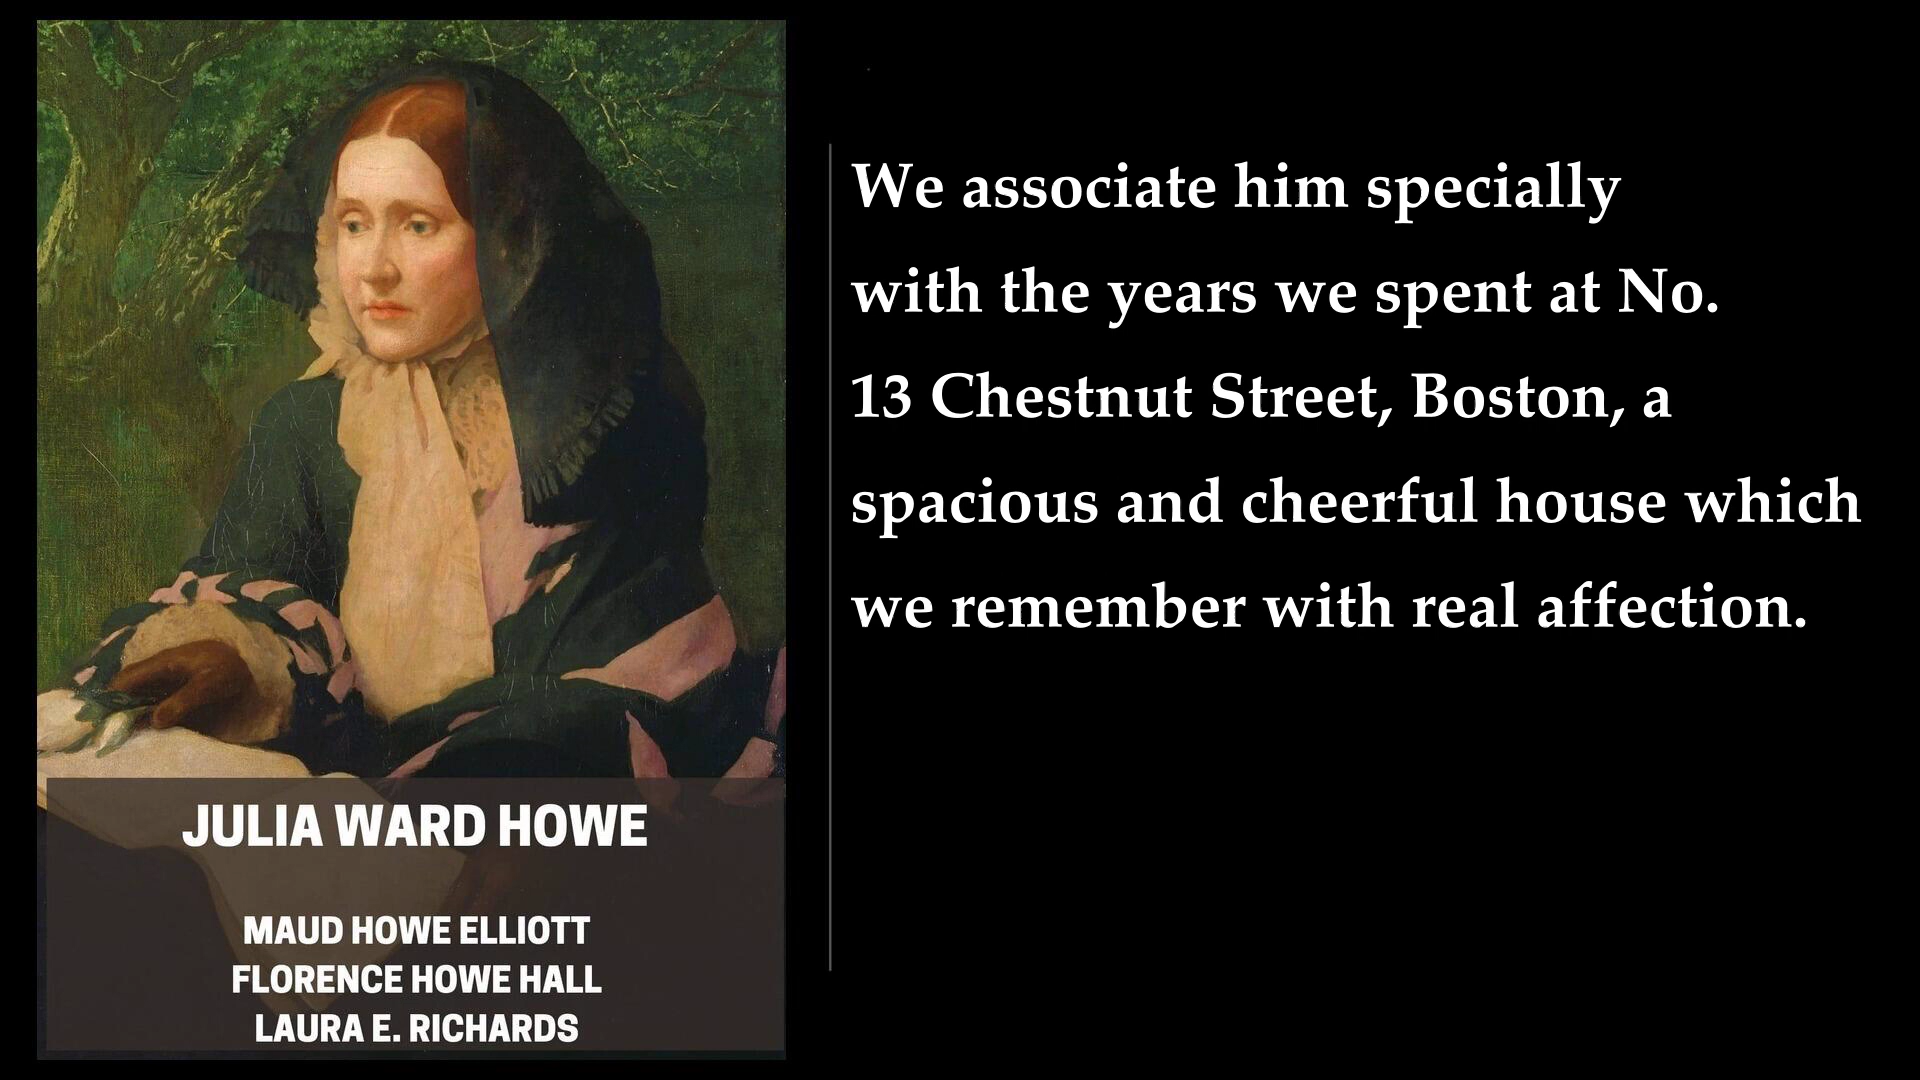 We associate him specially
with the years we spent at No.
13 Chestnut Street, Boston, a
spacious and cheerful house which
we remember with real affection.
JULIA WARD HOWE
MAUD HOWE ELLIOTT
FLORENCE HOWE HALL
LAURA E. RICHARDS